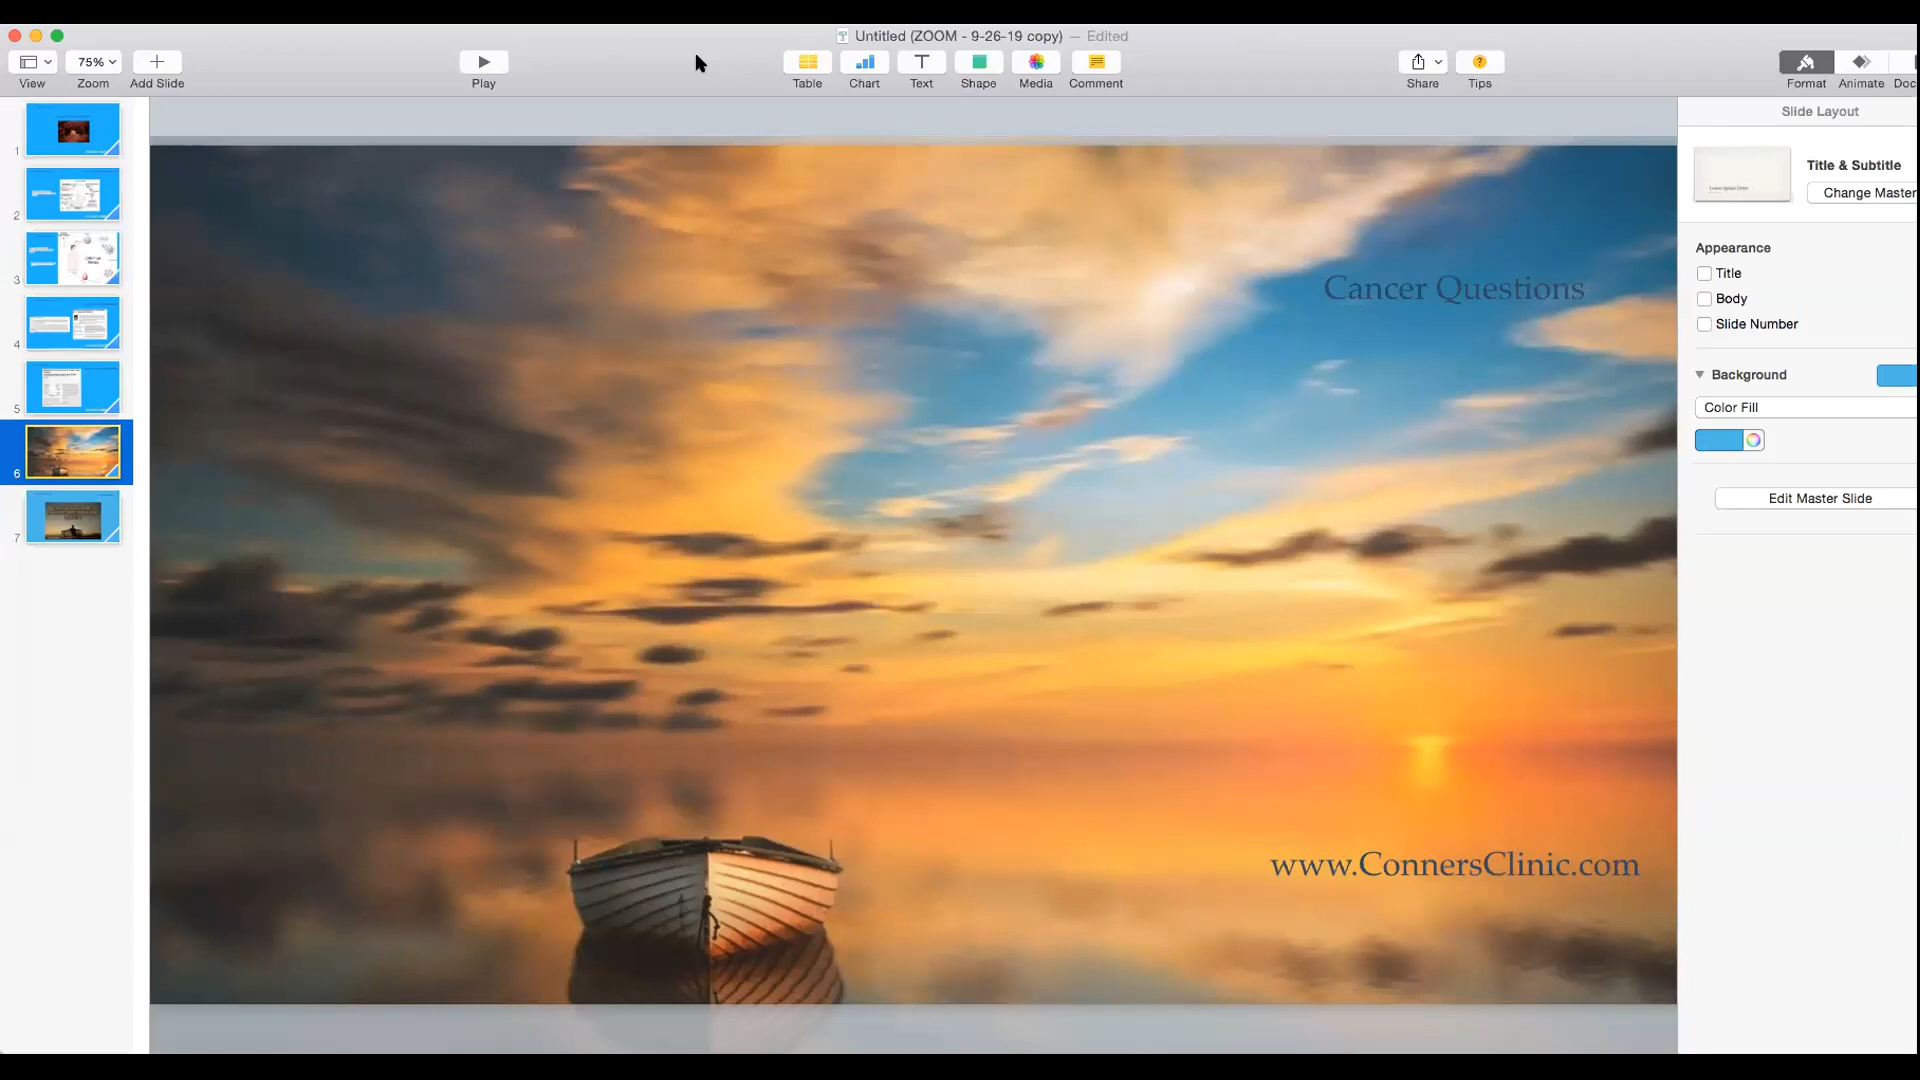 Untitled (ZOOM - 9-26-19 copy) — Edited
75%
View
Zoom
Add Slide
Play
Table
Chart
Text
Shape
Media
Comment
Share
Tips
Format
Animate
Doc
Slide Layout
Title & Subtitle
Change Master
Appearance
Title
Body
Slide Number
Background
Color Fill
Edit Master Slide
1
2
3
4
5
6
7
Cancer Questions
www.ConnersClinic.com